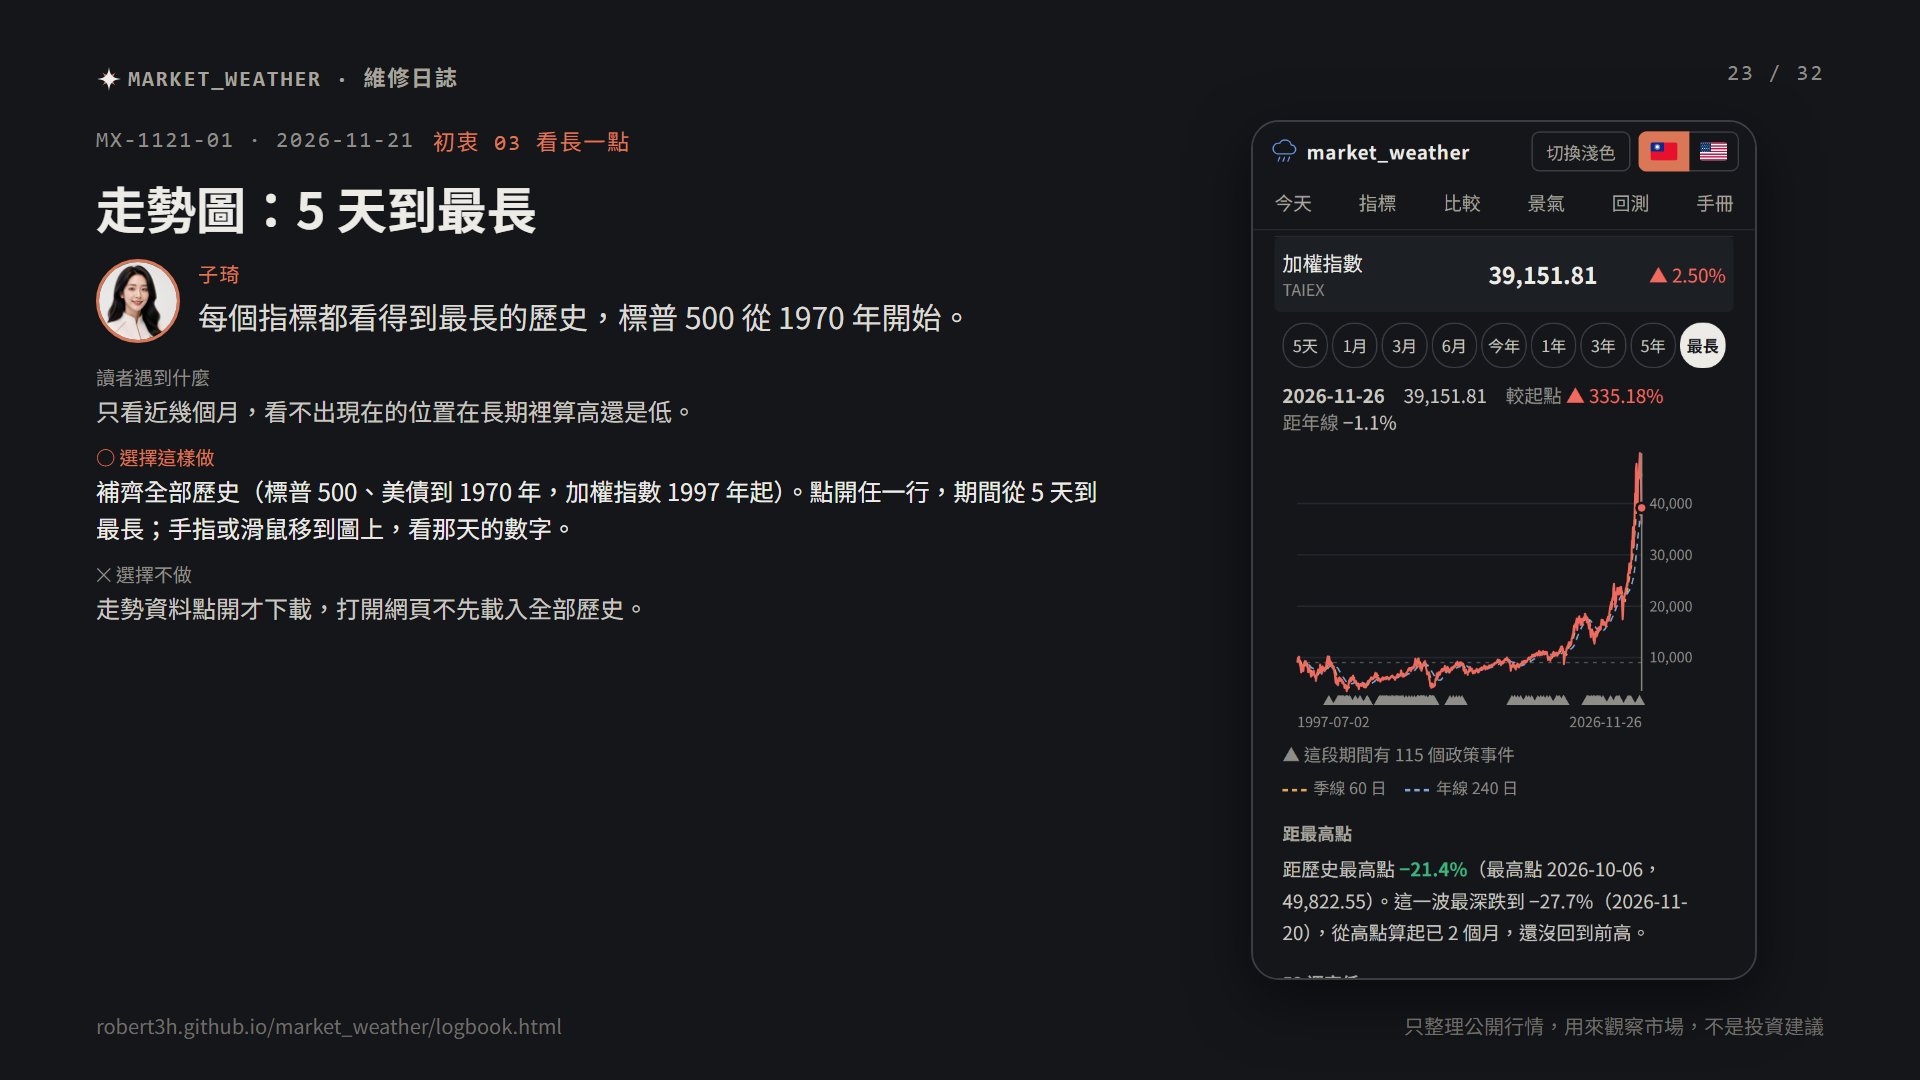 MARKET_WEATHER · 維修日誌
23 / 32
MX-1121-01 · 2026-11-21 初衷 03 看長一點
走勢圖：5 天到最長
子琦
每個指標都看得到最長的歷史，標普 500 從 1970 年開始。
讀者遇到什麼
只看近幾個月，看不出現在的位置在長期裡算高還是低。
○ 選擇這樣做
補齊全部歷史（標普 500、美債到 1970 年，加權指數 1997 年起）。點開任一行，期間從 5 天到
最長；手指或滑鼠移到圖上，看那天的數字。
× 選擇不做
走勢資料點開才下載，打開網頁不先載入全部歷史。
market_weather
切換淺色
今天 指標 比較 景氣 回測 手冊
加權指數
TAIEX
39,151.81
▲ 2.50%
5天 1月 3月 6月 今年 1年 3年 5年 最長
2026-11-26 39,151.81 較起點 ▲ 335.18%
距年線 −1.1%
40,000
30,000
20,000
10,000
1997-07-02 2026-11-26
▲ 這段期間有 115 個政策事件
季線 60 日 年線 240 日
距最高點
距歷史最高點 −21.4%（最高點 2026-10-06，
49,822.55）。這一波最深跌到 −27.7%（2026-11-
20），從高點算起已 2 個月，還沒回到前高。
robert3h.github.io/market_weather/logbook.html
只整理公開行情，用來觀察市場，不是投資建議